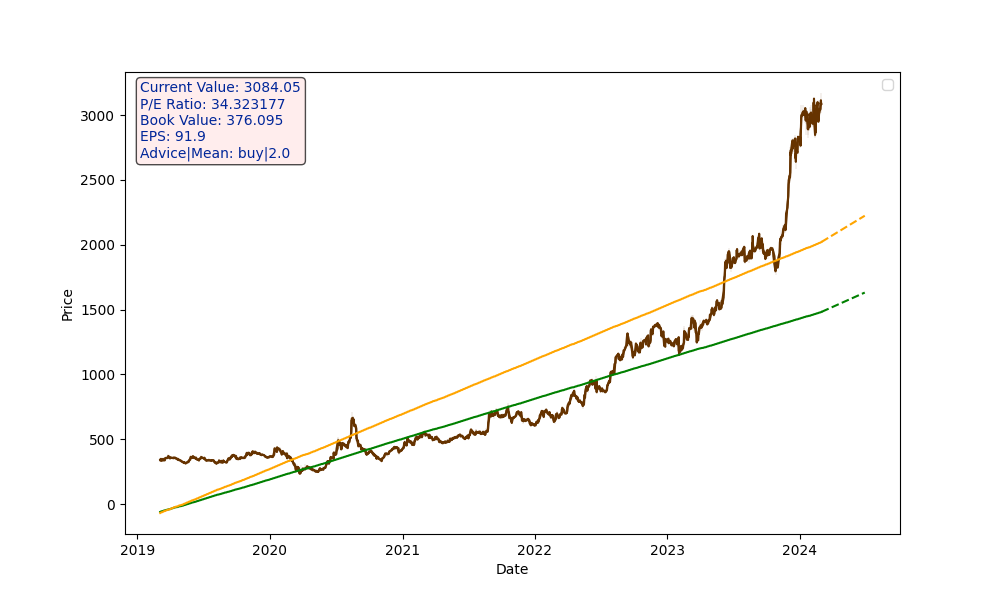 Current Value: 3084.05
P/E Ratio: 34.323177
Book Value: 376.095
EPS: 91.9
Advice|Mean: buy|2.0
3000
2500
2000
1500
1000
500
0
Price
2019 2020 2021 2022 2023 2024
Date